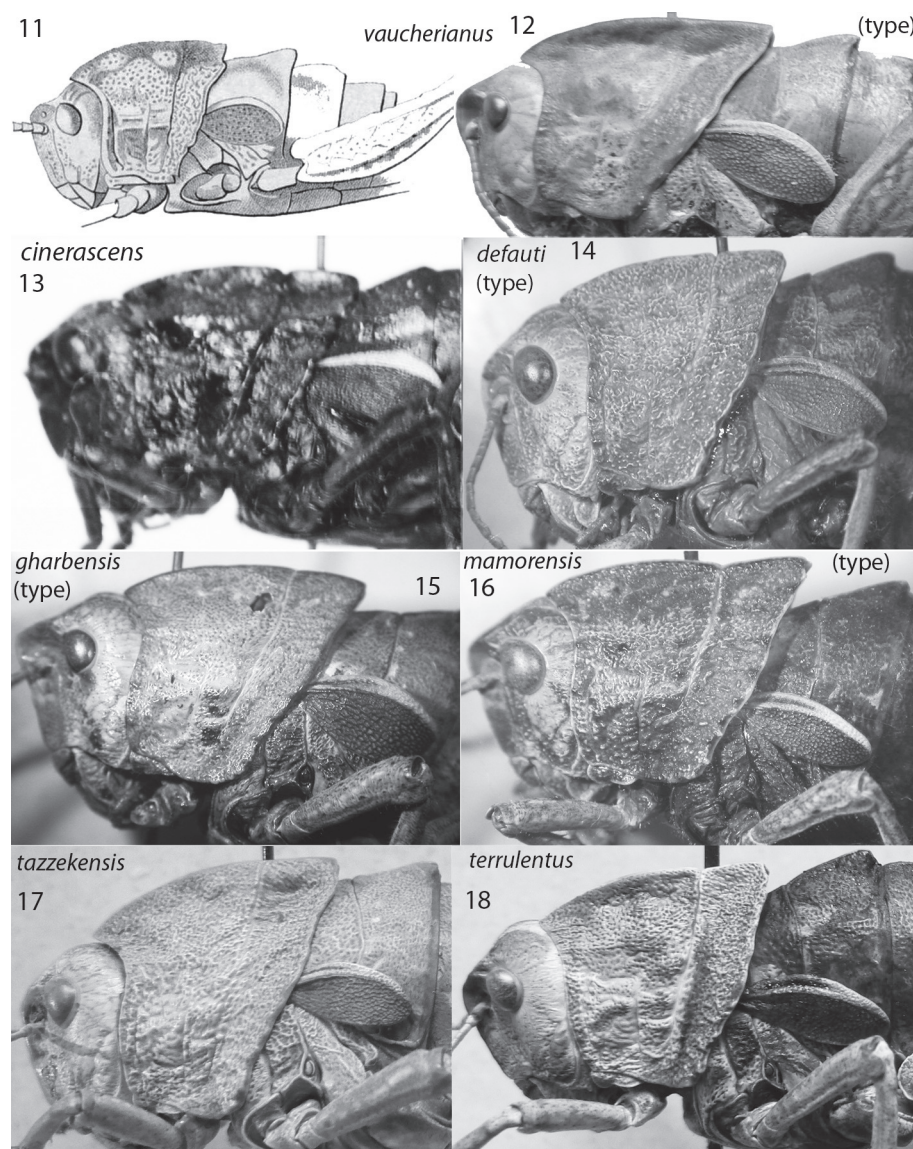 11
vaucherianus 12 (type)
cinerascens
13
defauti 14
(type)
gharbensis
(type)
15
mamorensis (type)
16
tazzekensis
17
terrulentus
18